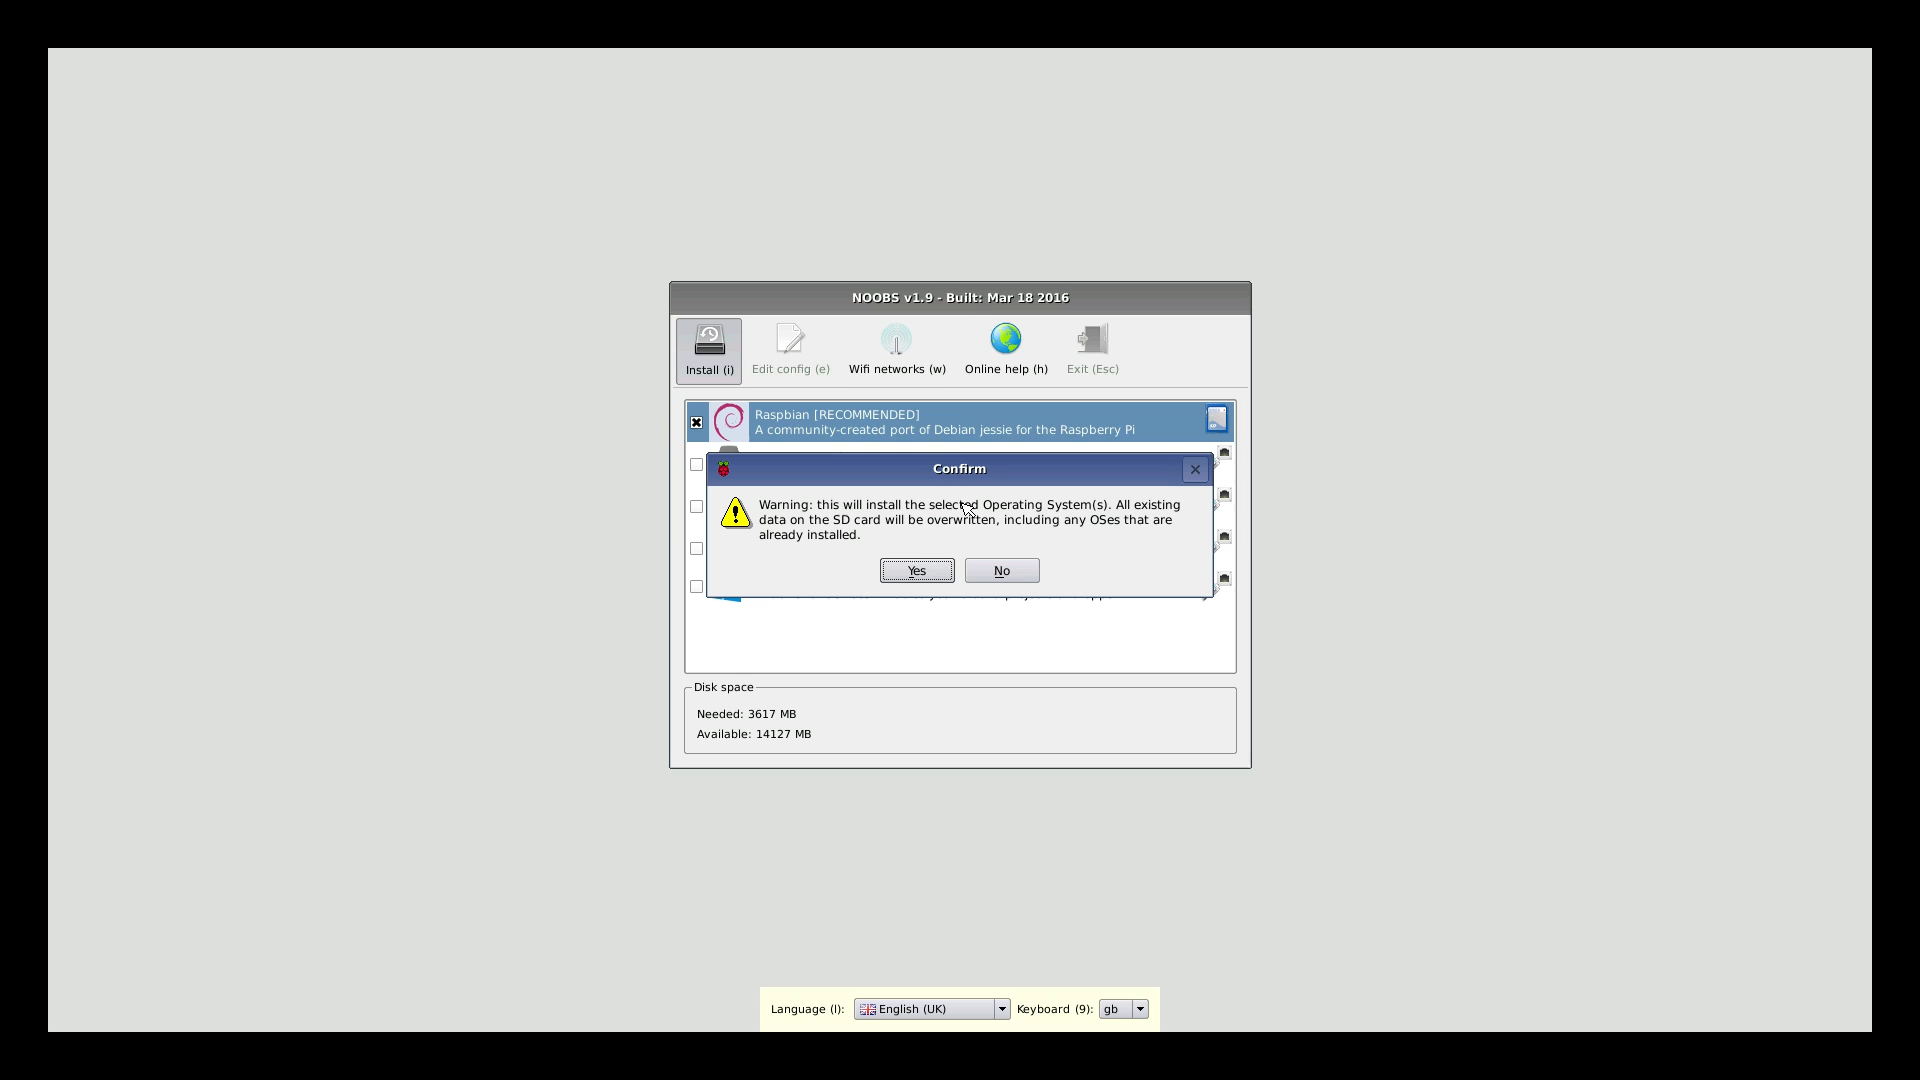 NOOBS v1.9 - Built: Mar 18 2016
Install (i)
Edit config (e)
Wifi networks (w)
Online help (h)
Exit (Esc)
Raspbian [RECOMMENDED]
A community-created port of Debian jessie for the Raspberry Pi
Confirm
Warning: this will install the selected Operating System(s). All existing
data on the SD card will be overwritten, including any OSes that are
already installed.
Yes
No
Disk space
Needed: 3617 MB
Available: 14127 MB
Language (l):
English (UK)
Keyboard (9):
gb